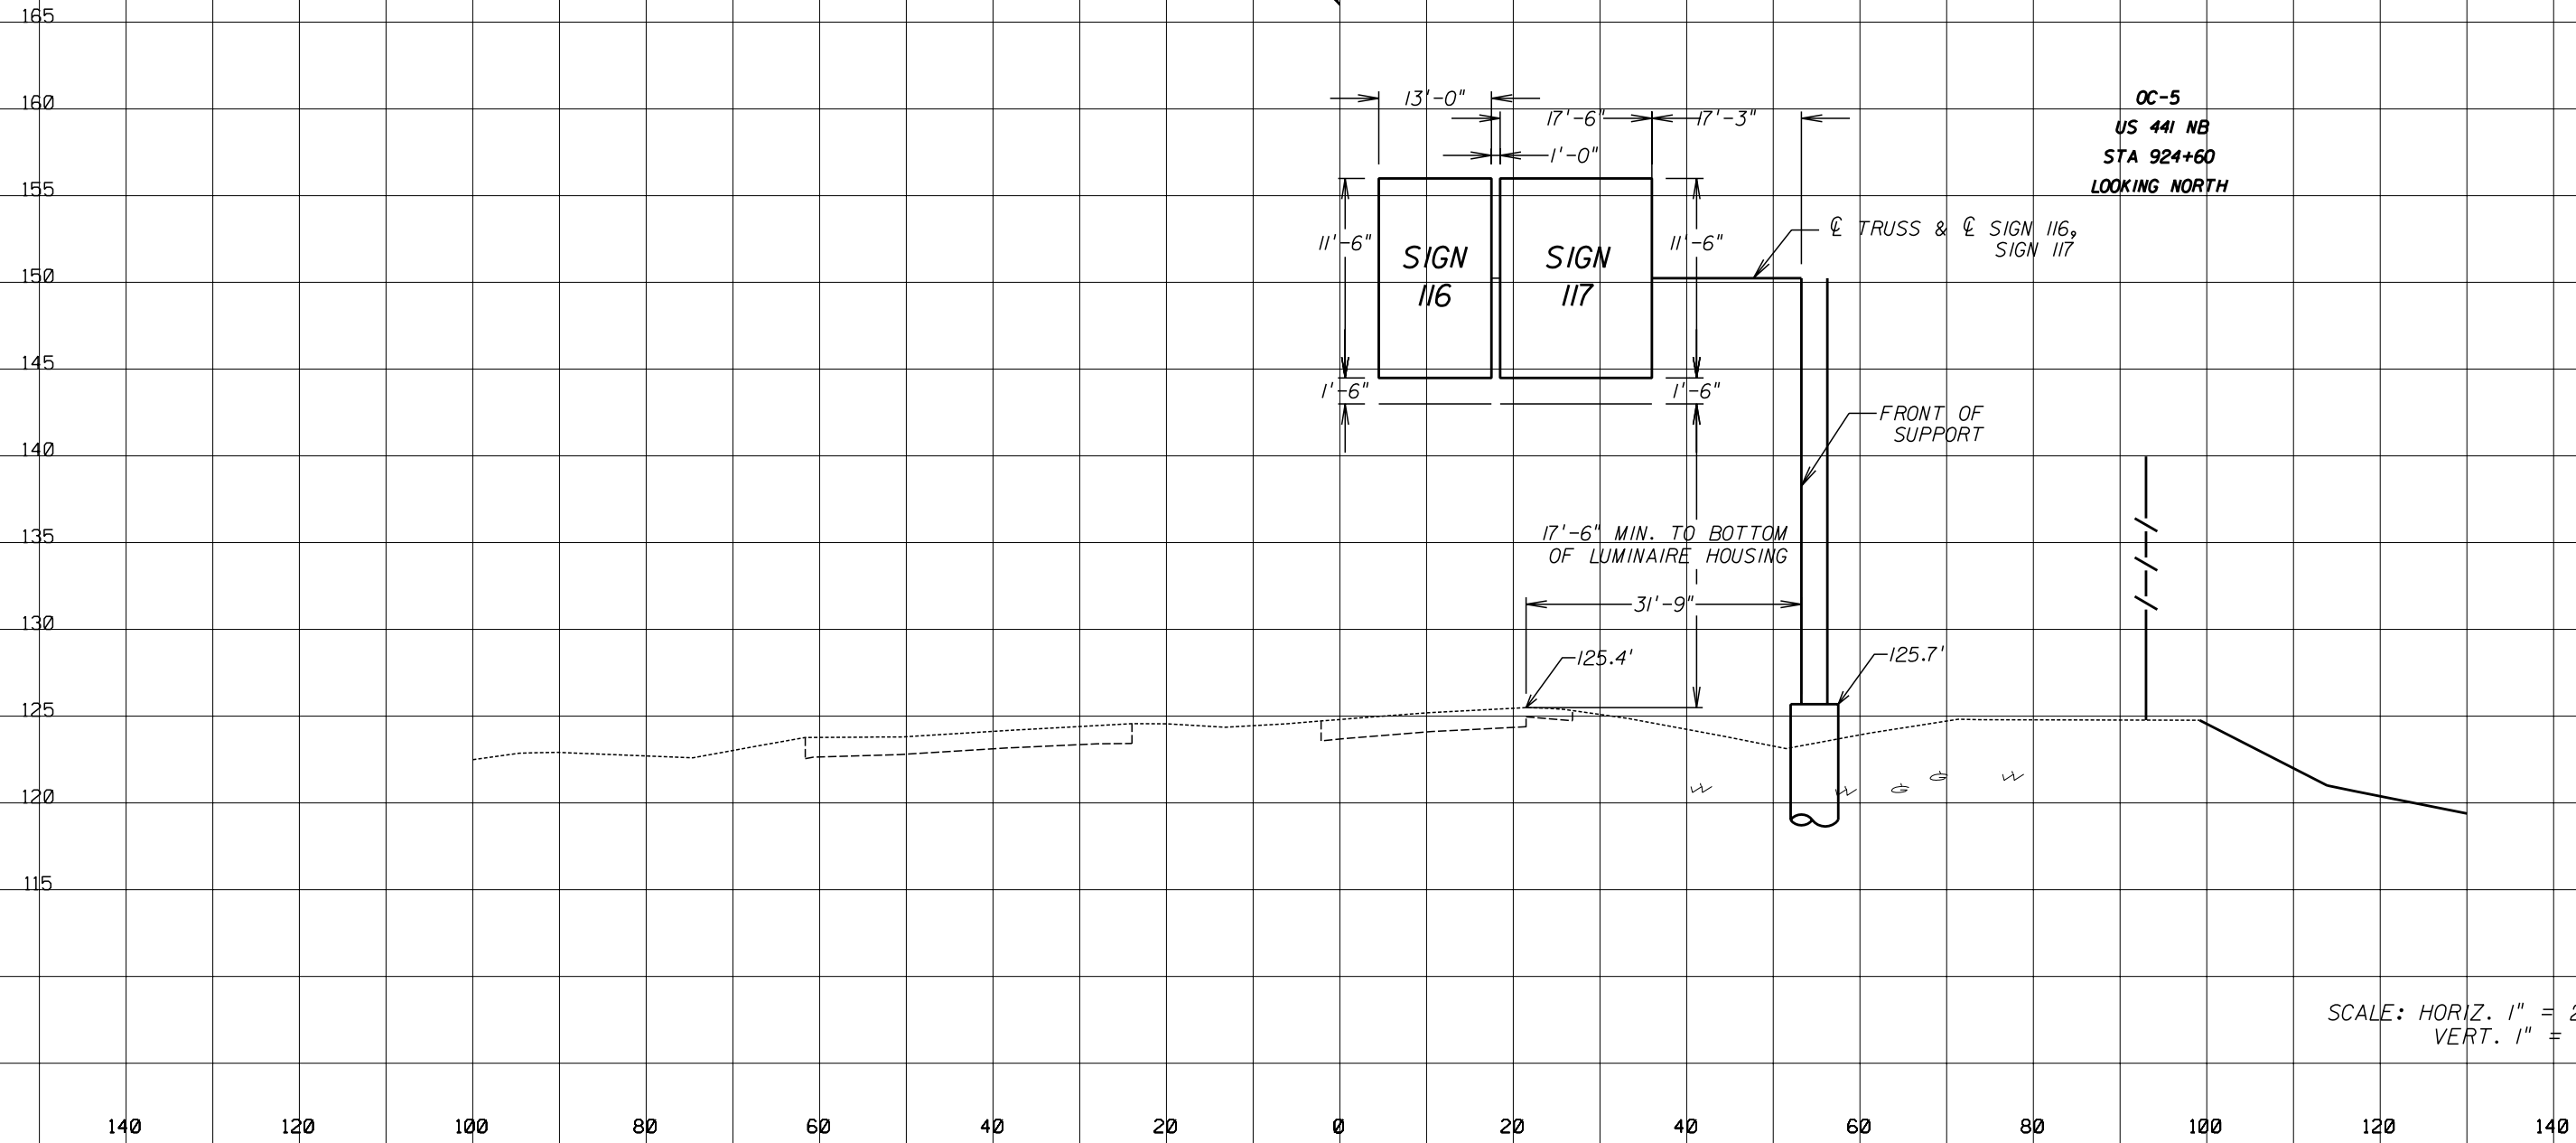 165
160
155
150
145
140
135
130
125
120
115
13'-0"
17'-6"
17'-3"
1'-0"
OC-5
US 441 NB
STA 924+60
LOOKING NORTH
11'-6"
SIGN
116
SIGN
117
11'-6"
℄ TRUSS & ℄ SIGN 116,
SIGN 117
1'-6"
1'-6"
FRONT OF
SUPPORT
17'-6" MIN. TO BOTTOM
OF LUMINAIRE HOUSING
31'-9"
125.4'
125.7'
W
W
G
G
W
SCALE: HORIZ. 1" = 2
VERT. 1" =
140 120 100 80 60 40 20 0 20 40 60 80 100 120 140